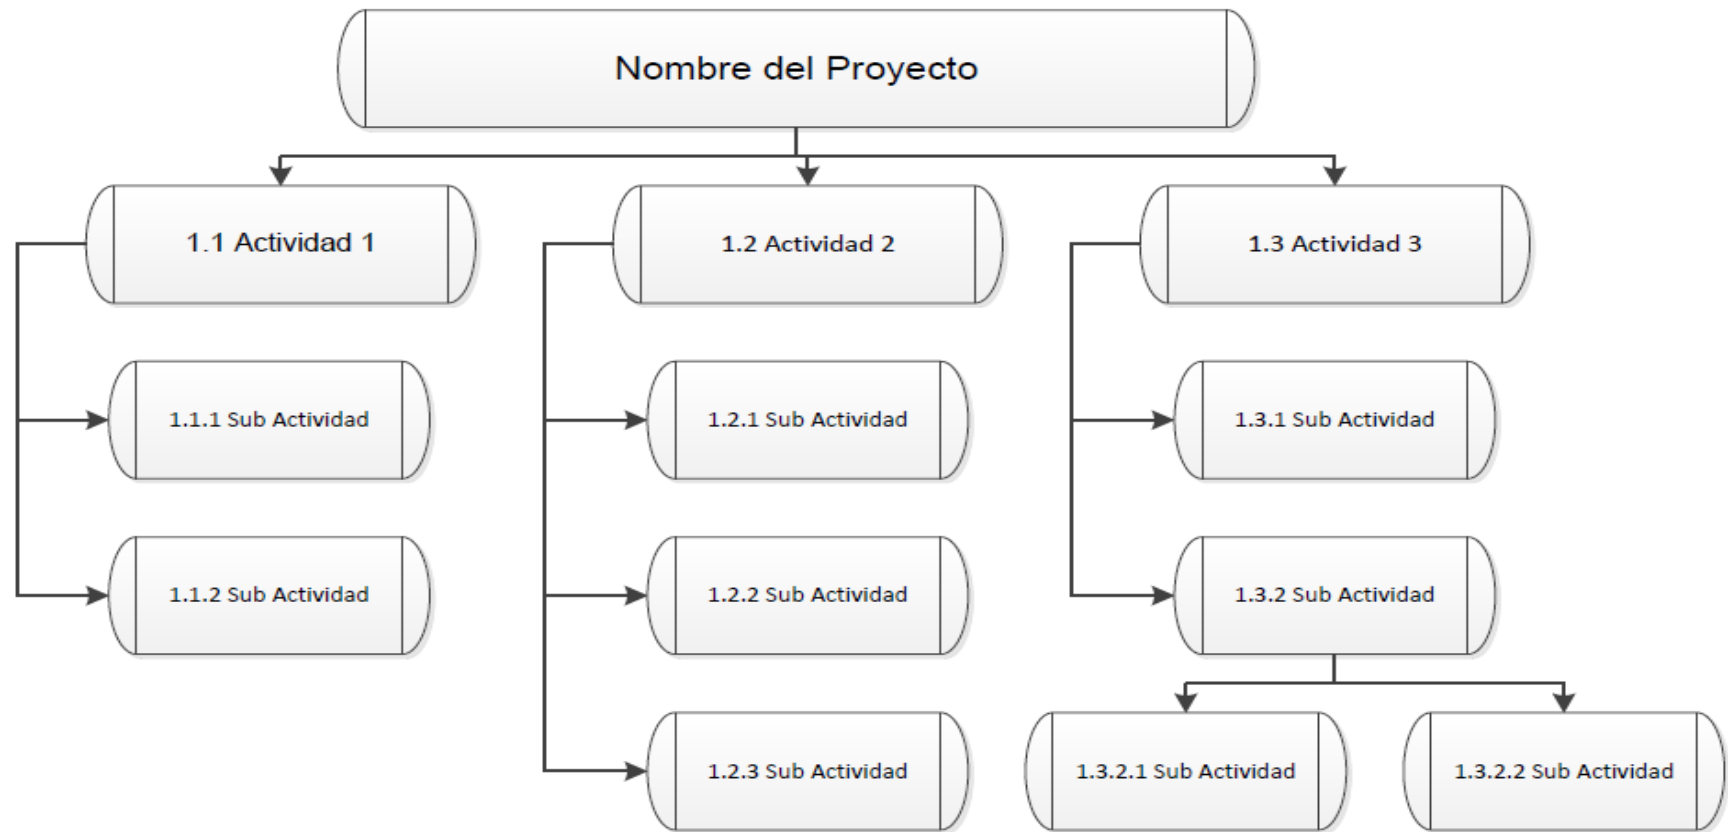 Nombre del Proyecto
1.1 Actividad 1
1.2 Actividad 2
1.3 Actividad 3
1.1.1 Sub Actividad
1.2.1 Sub Actividad
1.3.1 Sub Actividad
1.1.2 Sub Actividad
1.2.2 Sub Actividad
1.3.2 Sub Actividad
1.2.3 Sub Actividad
1.3.2.1 Sub Actividad
1.3.2.2 Sub Actividad